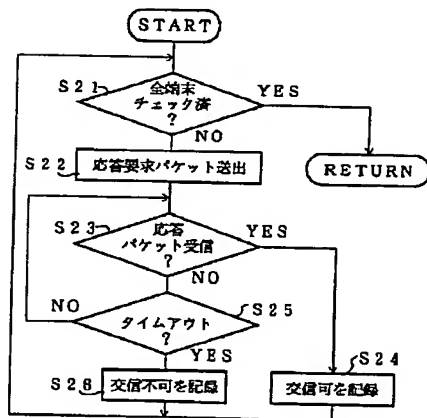 START
S21
全端末
チェック済
?
YES
NO
S22
応答要求パケット送出
RETURN
S23
応答
パケット受信
?
YES
NO
NO
タイムアウト
?
S25
YES
S24
S26
交信不可を記録
交信可を記録